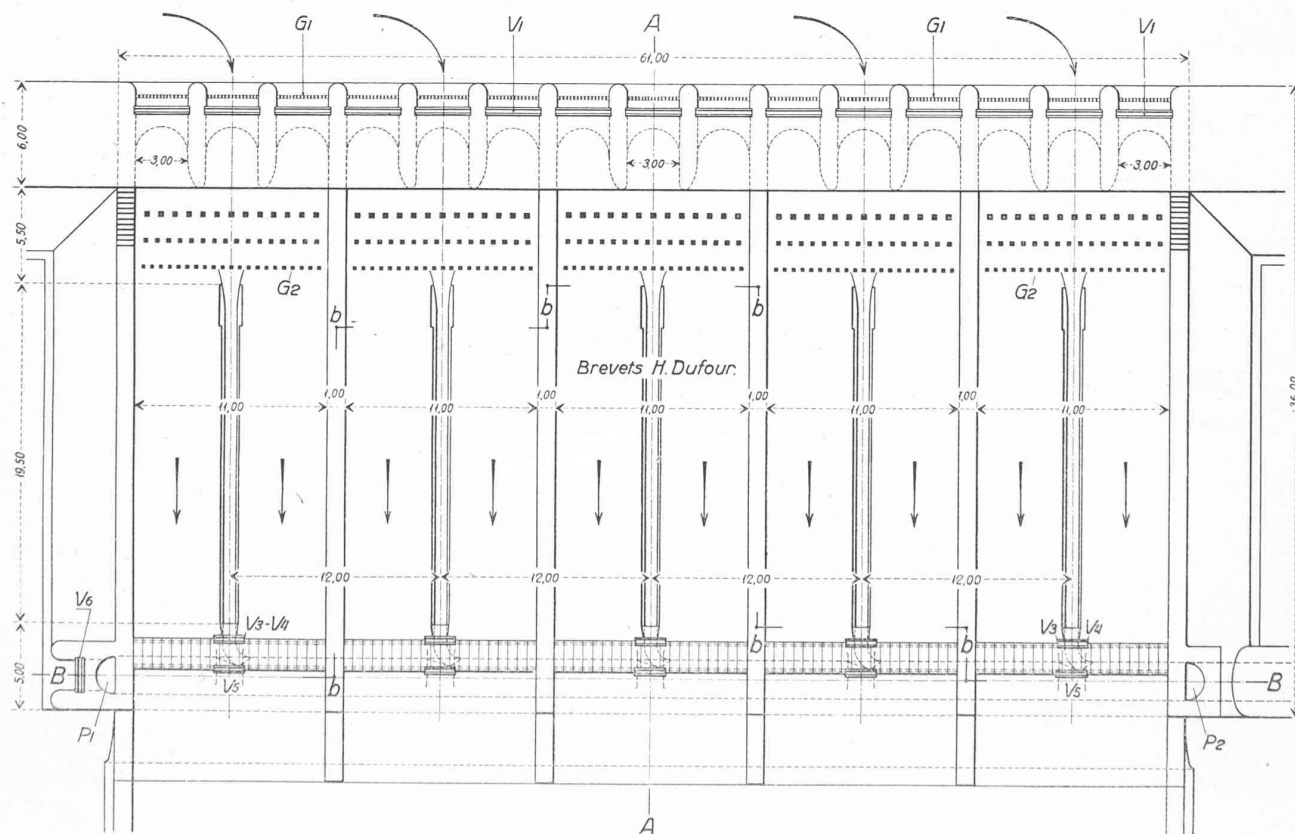 G1 V1 A G1 V1
61,00
6,00
3,00 3,00 3,00
5,50
G2 G2
b b b
Brevets H. Dufour.
1,00 1,00 1,00 1,00
11,00 11,00 11,00 11,00 11,00
36,00
19,50
12,00 12,00 12,00 12,00
V6 V3-V4 b b V3 V4
5,00 B V5 b V5 B
P1 P2
A